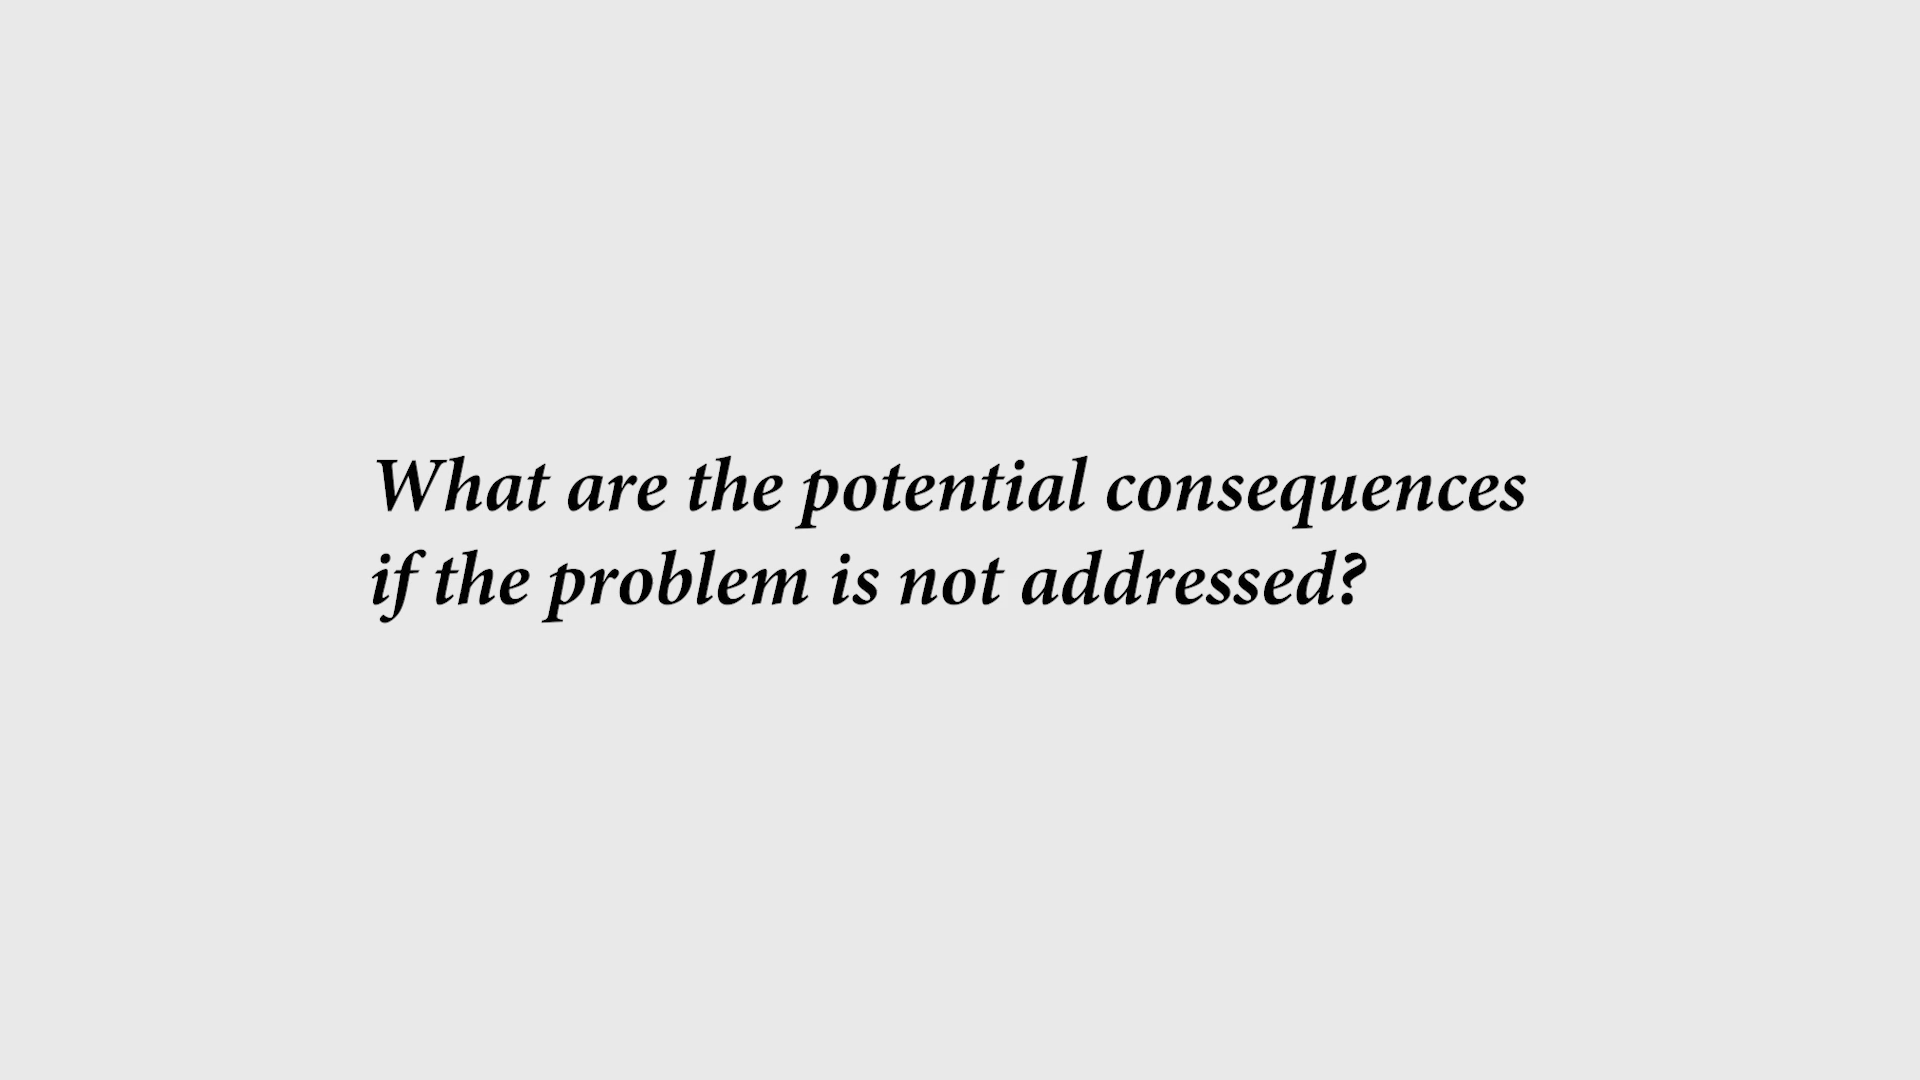 What are the potential consequences
if the problem is not addressed?